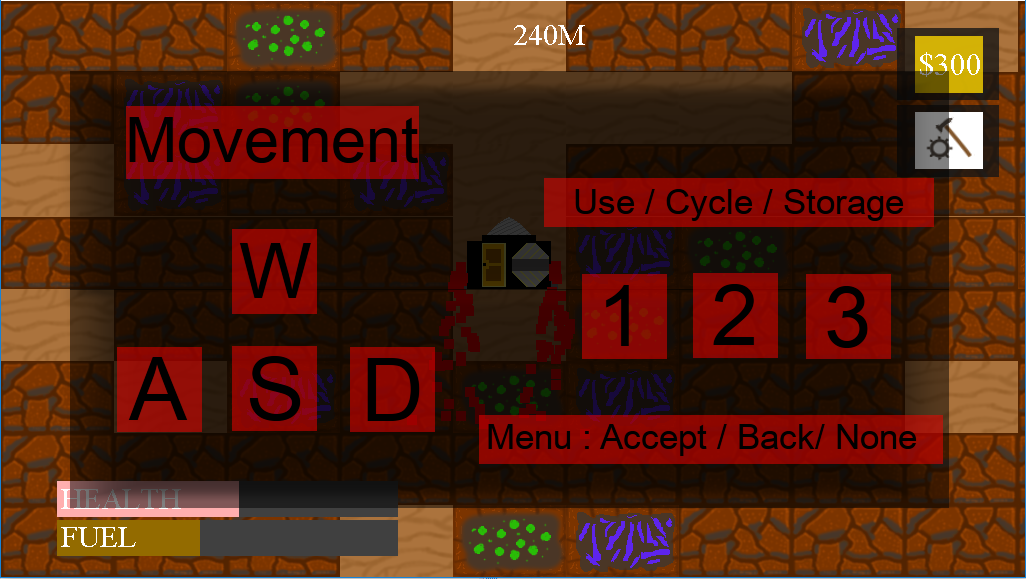 240M
$300
Movement
Use / Cycle / Storage
W
1 2 3
A S D
Menu : Accept / Back/ None
HEALTH
FUEL